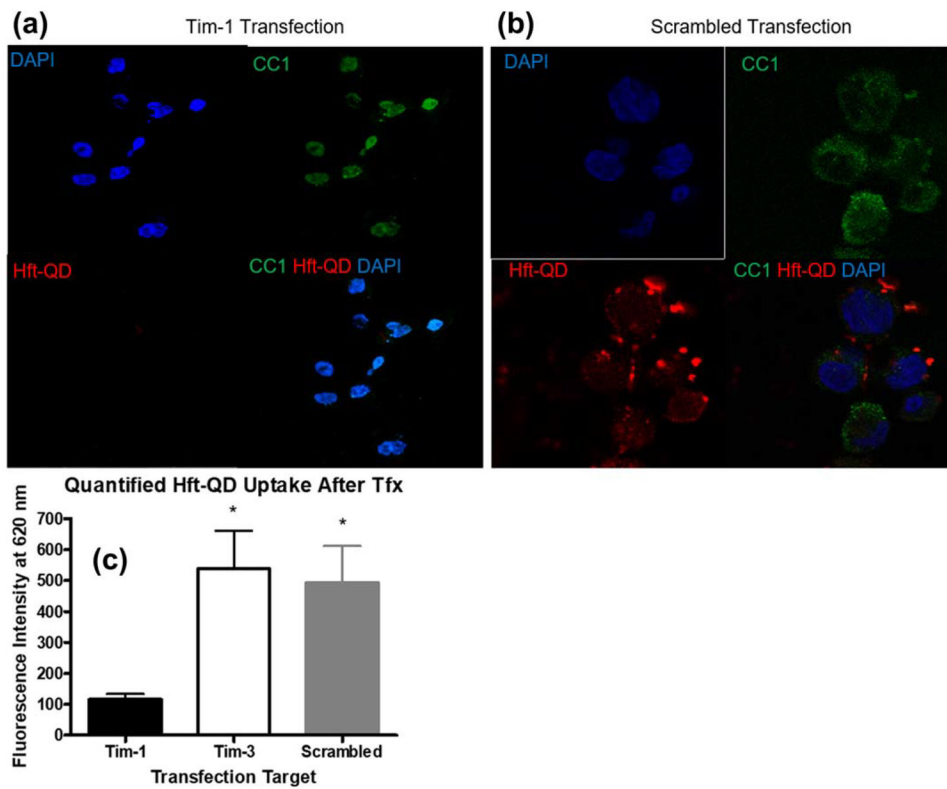 (a)
Tim-1 Transfection
DAPI
CC1
Hft-QD
CC1 Hft-QD DAPI
(b)
Scrambled Transfection
DAPI
CC1
Hft-QD
CC1 Hft-QD DAPI
Quantified Hft-QD Uptake After Tfx
(c)
Fluorescence Intensity at 620 nm
700
600
500
400
300
200
100
0
*
*
Tim-1 Tim-3 Scrambled
Transfection Target